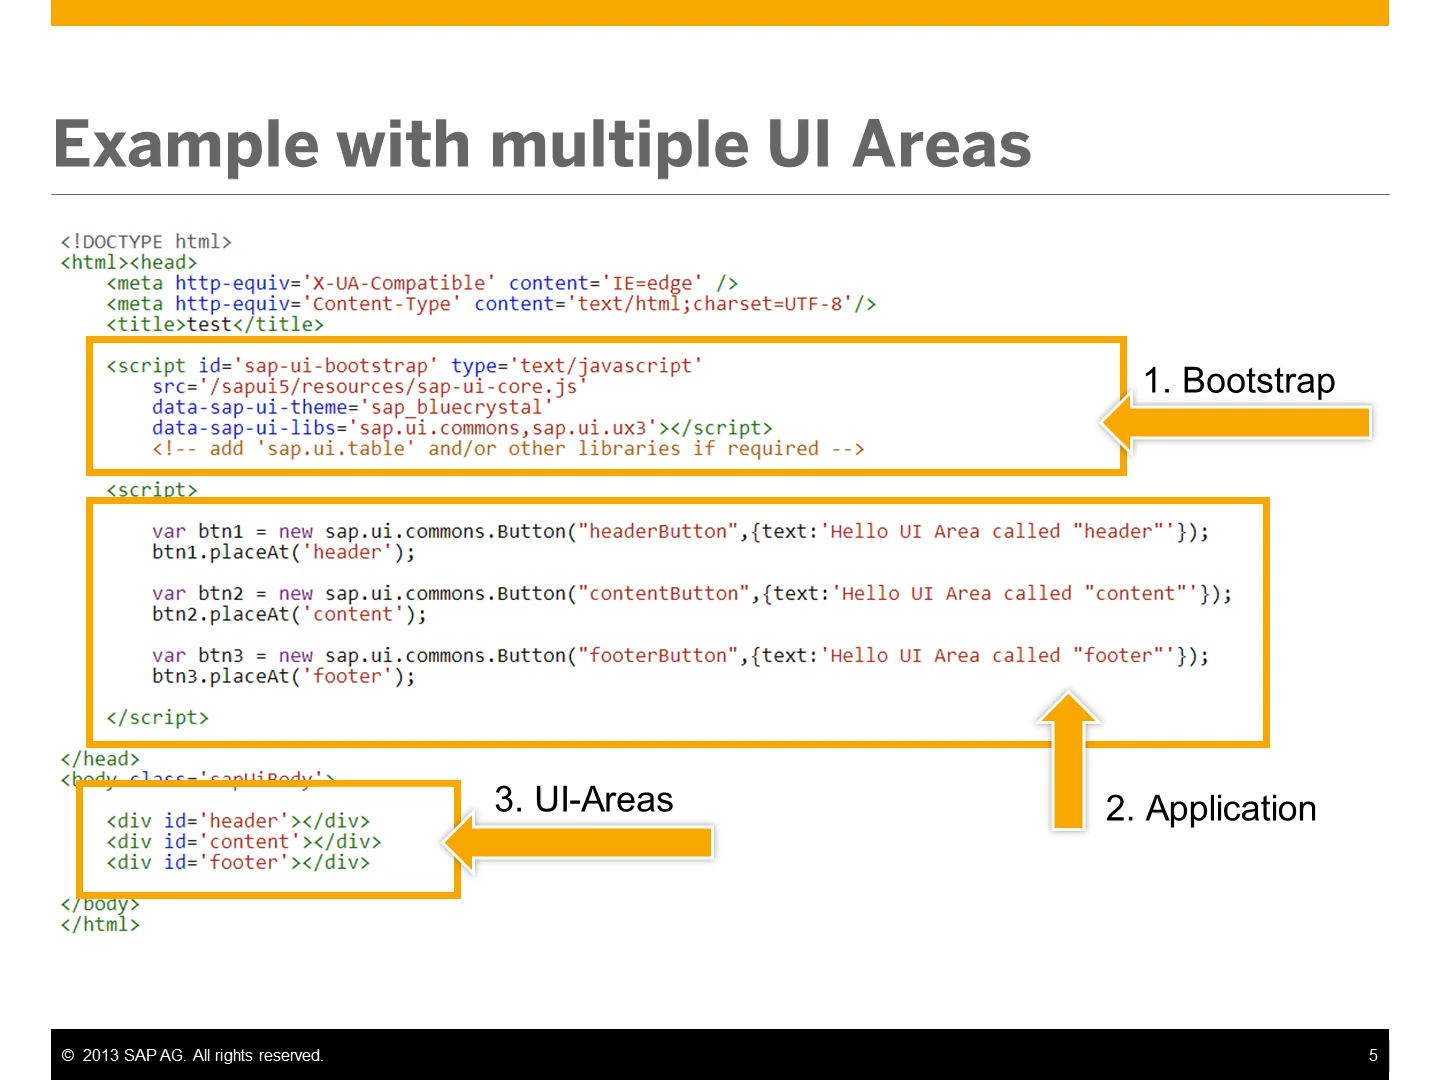 Example with multiple UI Areas
<!DOCTYPE html>
<html><head>
<meta http-equiv='X-UA-Compatible' content='IE=edge' />
<meta http-equiv='Content-Type' content='text/html;charset=UTF-8'/>
<title>test</title>
<script id='sap-ui-bootstrap' type='text/javascript'
src='/sapui5/resources/sap-ui-core.js'
data-sap-ui-theme='sap_bluecrystal'
data-sap-ui-libs='sap.ui.commons,sap.ui.ux3'></script>
<!-- add 'sap.ui.table' and/or other libraries if required -->
1. Bootstrap
<script>
var btn1 = new sap.ui.commons.Button("headerButton",{text:'Hello UI Area called "header"'});
btn1.placeAt('header');
var btn2 = new sap.ui.commons.Button("contentButton",{text:'Hello UI Area called "content"'});
btn2.placeAt('content');
var btn3 = new sap.ui.commons.Button("footerButton",{text:'Hello UI Area called "footer"'});
btn3.placeAt('footer');
</script>
2. Application
</head>
<body class='sapUiBody'>
3. UI-Areas
<div id='header'></div>
<div id='content'></div>
<div id='footer'></div>
</body>
</html>
© 2013 SAP AG. All rights reserved.
5